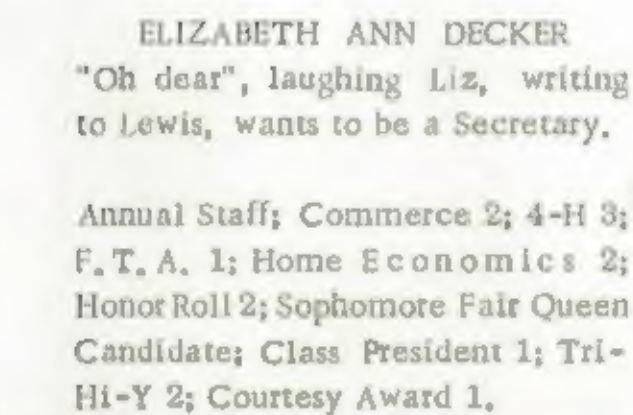 ELIZABETH ANN DECKER
"Oh dear", laughing Liz, writing
to Lewis, wants to be a Secretary.
Annual Staff; Commerce 2; 4-H 3;
F.T.A. 1; Home Economics 2;
Honor Roll 2; Sophomore Fair Queen
Candidate; Class President 1; Tri-
Hi-Y 2; Courtesy Award 1.